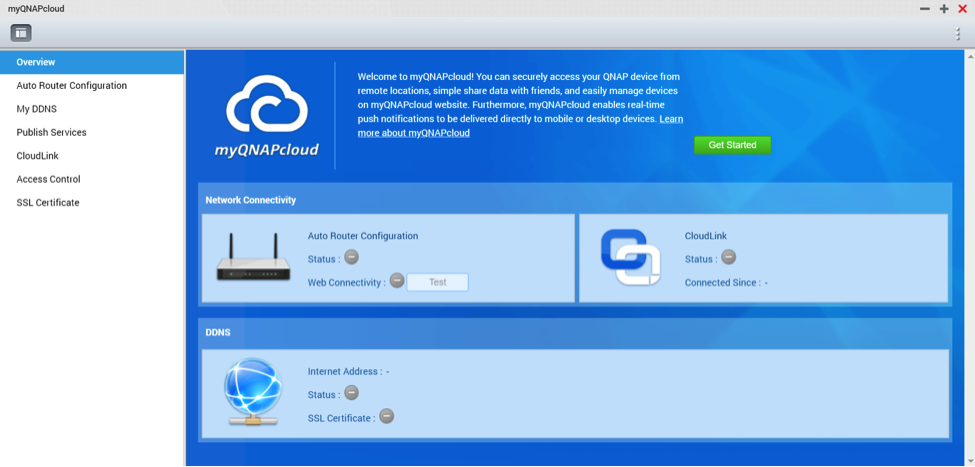 myQNAPcloud
Overview
Auto Router Configuration
My DDNS
Publish Services
CloudLink
Access Control
SSL Certificate
myQNAPcloud
Welcome to myQNAPcloud! You can securely access your QNAP device from
remote locations, simple share data with friends, and easily manage devices
on myQNAPcloud website. Furthermore, myQNAPcloud enables real-time
push notifications to be delivered directly to mobile or desktop devices. Learn
more about myQNAPcloud
Get Started
Network Connectivity
Auto Router Configuration
Status :
Web Connectivity : Test
CloudLink
Status :
Connected Since : -
DDNS
Internet Address : -
Status :
SSL Certificate :